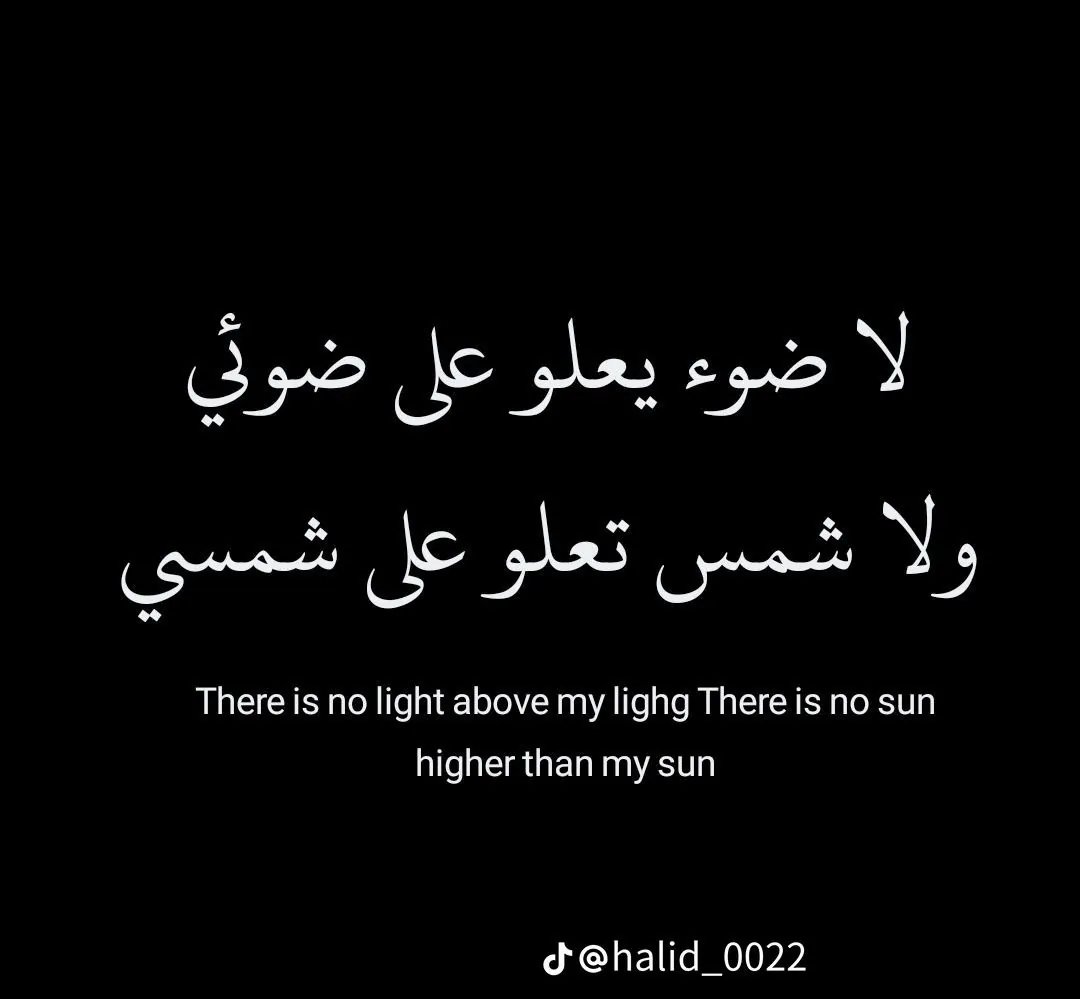 لا ضوء يعلو على ضوئي
ولا شمس تعلو على شمسي
There is no light above my lighg There is no sun
higher than my sun
@halid_0022